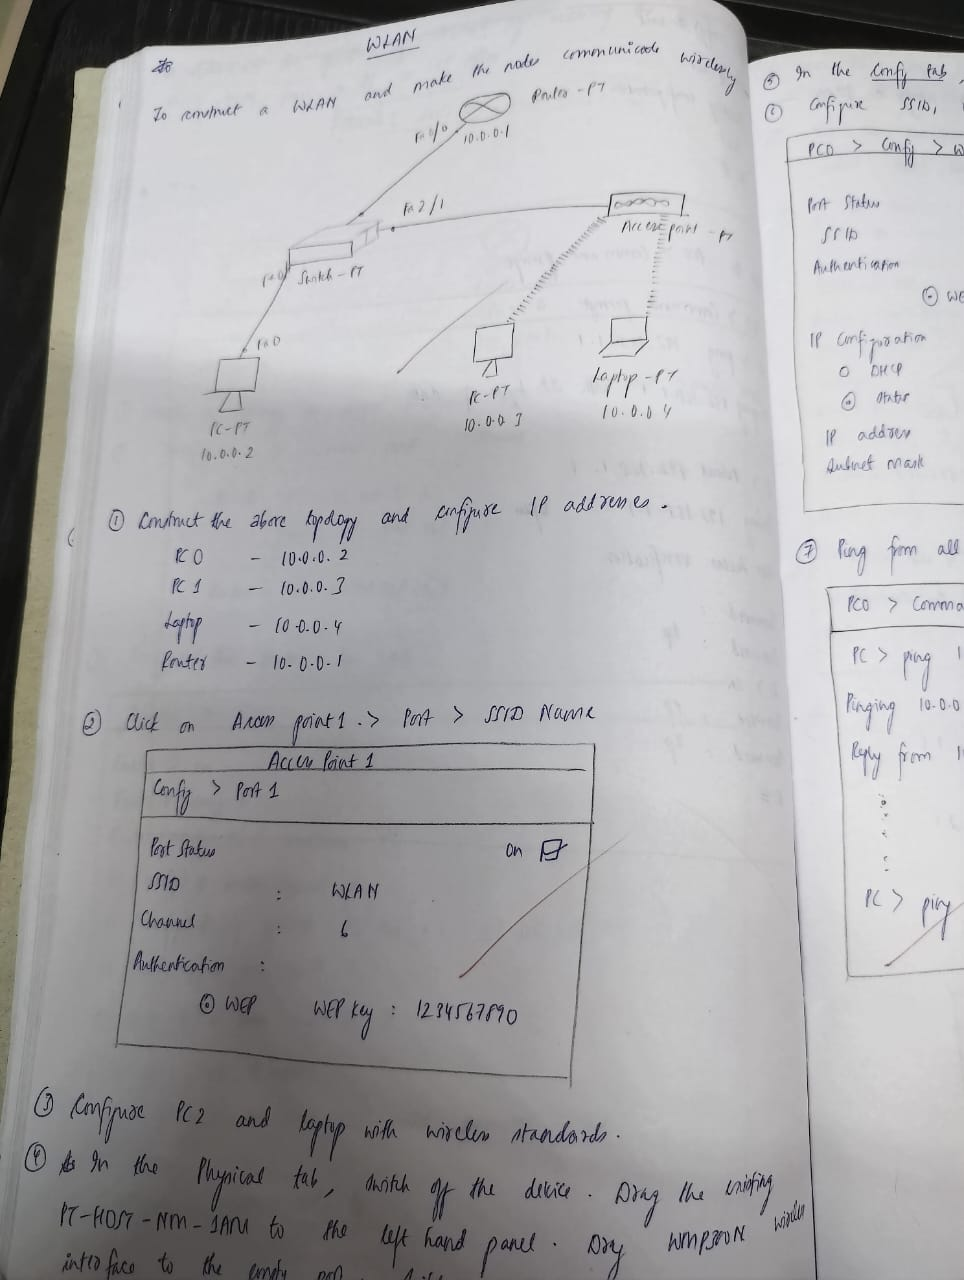 WLAN
To construct a WLAN and make the nodes communicate wirelessly
Router - PT
Fa 0/0
10.0.0.1
Fa 2/1
Access point - PT
Switch - PT
Fa 0
PC-PT
10.0.0.2
PC-PT
10.0.0.3
Laptop - PT
10.0.0.4
① Construct the above topology and configure IP addresses.
PC 0 - 10.0.0.2
PC 1 - 10.0.0.3
Laptop - 10.0.0.4
Router - 10.0.0.1
② Click on Access point 1 > Port > SSID Name
Access Point 1
Config > Port 1
Port Status On
SSID : WLAN
Channel : 6
Authentication :
WEP WEP Key : 1234567890
③ Configure PC2 and laptop with wireless standards.
④ In the Physical tab, switch off the device. Drag the existing
PT-HOST-NM-1AM to the left hand panel. Drag WMP300N wireless
interface to the empty
⑤ In the Config tab,
⑥ Configure SSID,
PC0 > Config > W
Port Status
SSID
Authentication
WE
IP Configuration
DHCP
Static
IP address
Subnet mask
⑦ Ping from all
PC0 > Comma
PC > ping 1
Pinging 10.0.0
Reply from 1
PC > ping